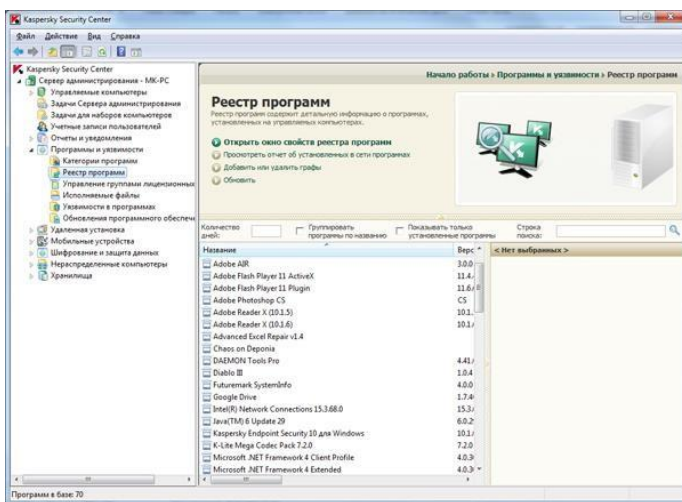 Kaspersky Security Center
Файл Действие Вид Справка
Kaspersky Security Center
Сервер администрирования - MK-PC
Управляемые компьютеры
Задачи Сервера администрирования
Задачи для наборов компьютеров
Учетные записи пользователей
Отчеты и уведомления
Программы и уязвимости
Категории программ
Реестр программ
Управление группами лицензионных
Исполняемые файлы
Уязвимости в программах
Обновления программного обеспече
Удаленная установка
Мобильные устройства
Шифрование и защита данных
Нераспределенные компьютеры
Хранилища
Начало работы › Программы и уязвимости › Реестр программ
Реестр программ
Реестр программ содержит детальную информацию о программах,
установленных на управляемых компьютерах.
Открыть окно свойств реестра программ
Просмотреть отчет об установленных в сети программах
Добавить или удалить графы
Обновить
Количество дней:
Группировать программы по названию
Показывать только установленные программы
Строка поиска:
Название Верс
< Нет выбранных >
Adobe AIR 3.0.0
Adobe Flash Player 11 ActiveX 11.4.
Adobe Flash Player 11 Plugin 11.6.
Adobe Photoshop CS CS
Adobe Reader X (10.1.5) 10.1.
Adobe Reader X (10.1.6) 10.1.
Advanced Excel Repair v1.4
Chaos on Deponia
DAEMON Tools Pro 4.41.
Diablo III 1.0.4
Futuremark SystemInfo 4.0.0
Google Drive 1.7.4
Intel(R) Network Connections 15.3.68.0 15.3.
Java(TM) 6 Update 29 6.0.2
Kaspersky Endpoint Security 10 для Windows 10.1.
K-Lite Mega Codec Pack 7.2.0 7.2.0
Microsoft .NET Framework 4 Client Profile 4.0.3
Microsoft .NET Framework 4 Extended 4.0.3
Программ в базе: 70